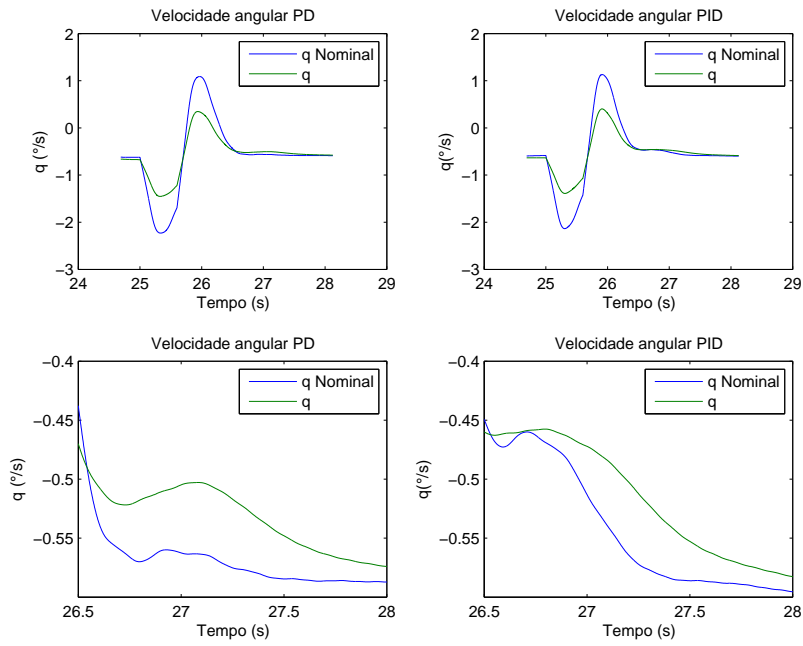 Velocidade angular PD
q (°/s)
2
1
0
−1
−2
−3
24
25
26
27
28
29
Tempo (s)
q Nominal
q
Velocidade angular PID
q(°/s)
2
1
0
−1
−2
−3
24
25
26
27
28
29
Tempo (s)
q Nominal
q
Velocidade angular PD
q (°/s)
−0.4
−0.45
−0.5
−0.55
26.5
27
27.5
28
Tempo (s)
q Nominal
q
Velocidade angular PID
q(°/s)
−0.4
−0.45
−0.5
−0.55
26.5
27
27.5
28
Tempo (s)
q Nominal
q